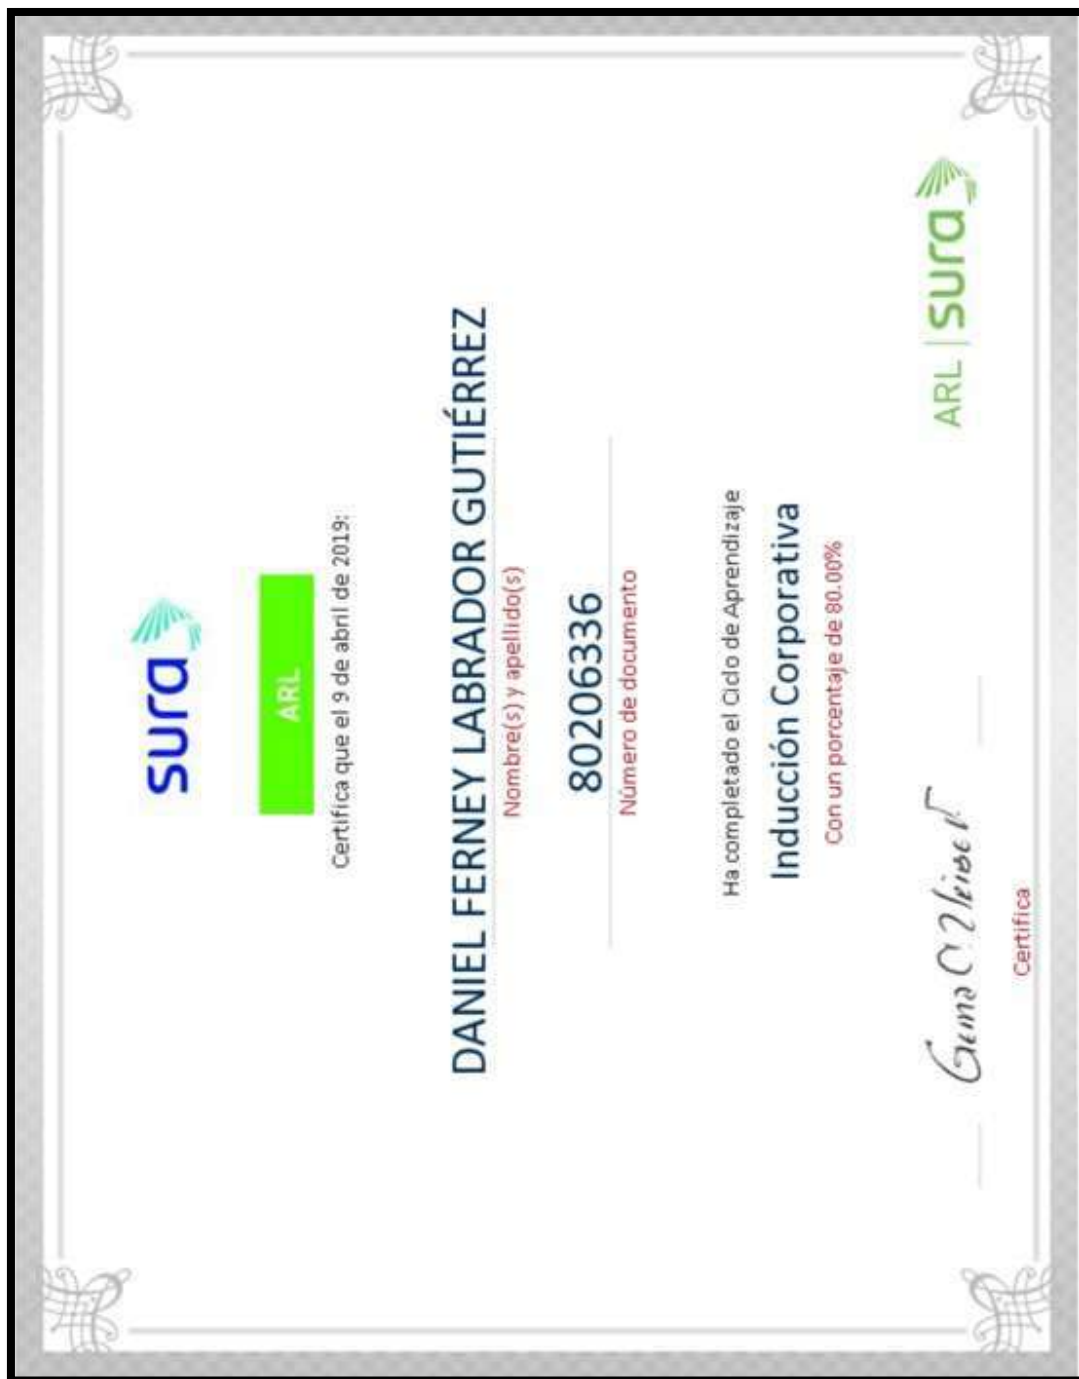 sura
ARL
Certifica que el 9 de abril de 2019:
DANIEL FERNEY LABRADOR GUTIÉRREZ
Nombre(s) y apellido(s)
80206336
Número de documento
Ha completado el Ciclo de Aprendizaje
Inducción Corporativa
Con un porcentaje de 80.00%
Certifica
ARL | sura